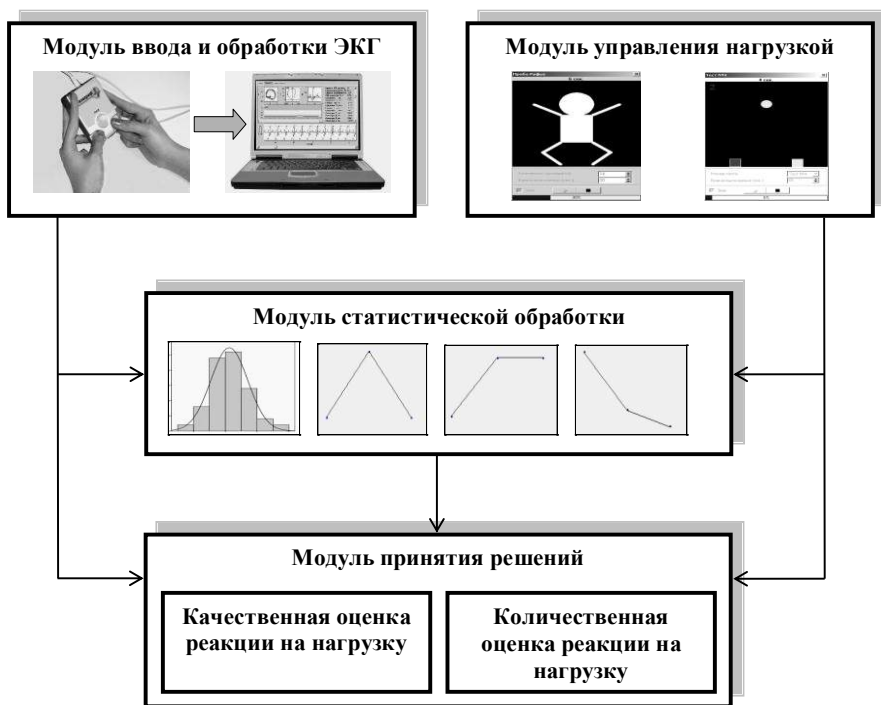 Модуль ввода и обработки ЭКГ
Модуль управления нагрузкой
Модуль статистической обработки
Модуль принятия решений
Качественная оценка
реакции на нагрузку
Количественная
оценка реакции на
нагрузку